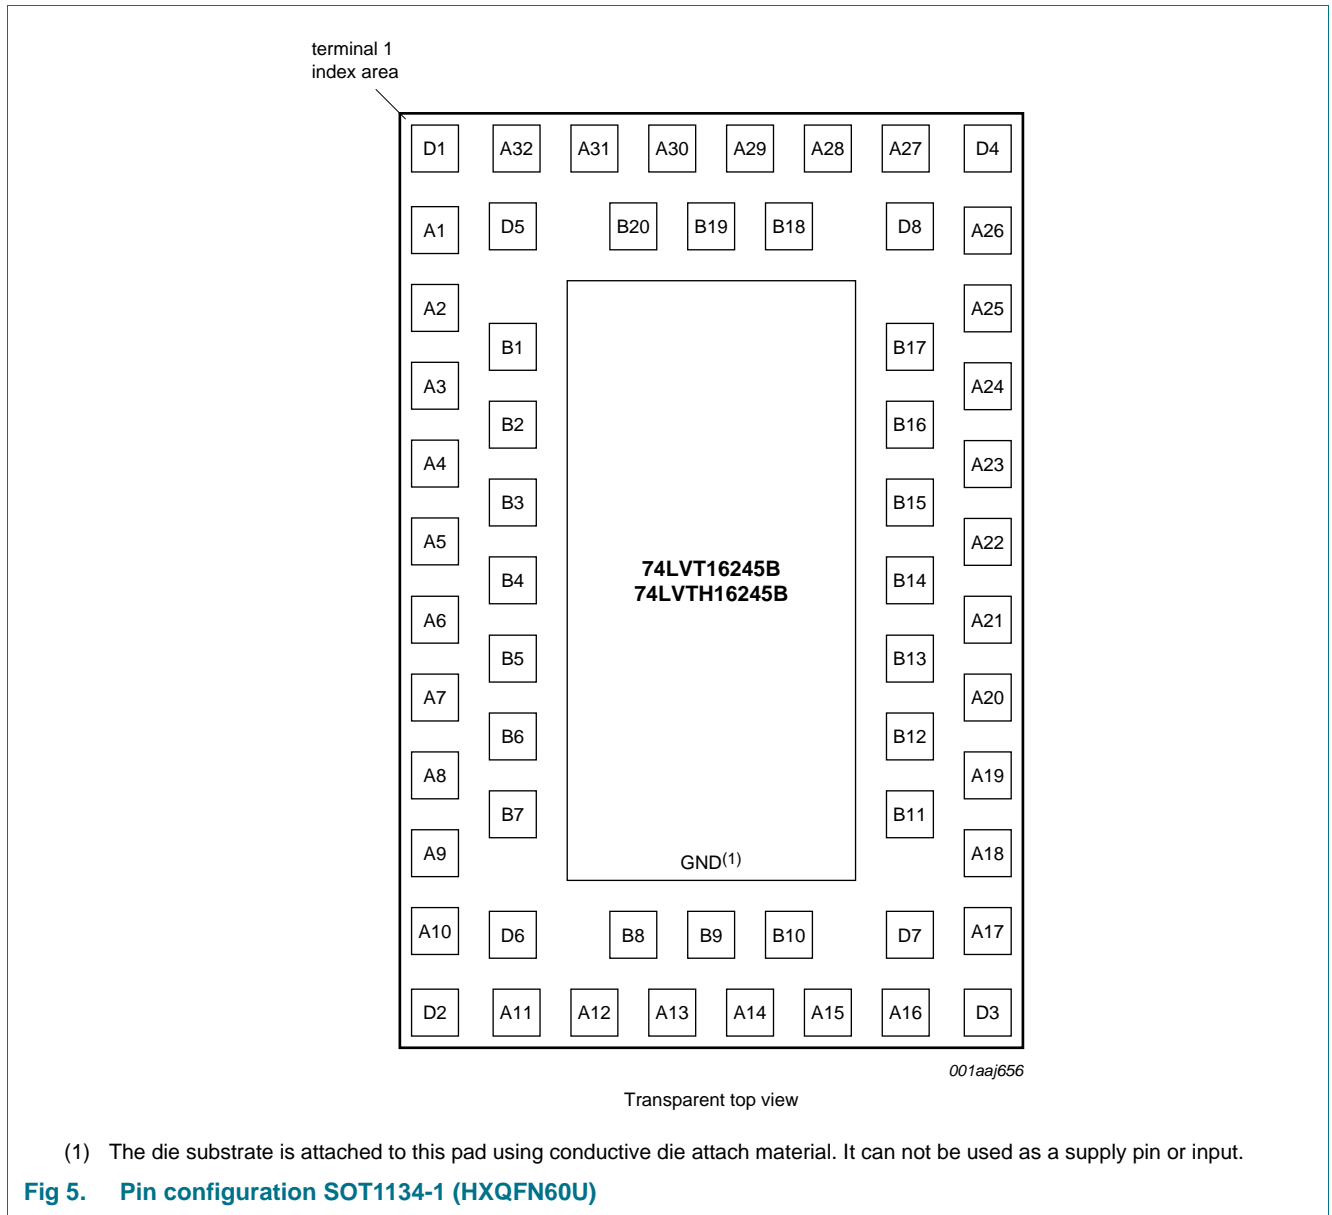 terminal 1
index area
D1 A32 A31 A30 A29 A28 A27 D4
A1 D5 B20 B19 B18 D8 A26
A2 A25
B1 B17
A3 A24
B2 B16
A4 A23
B3 B15
A5 A22
74LVT16245B
B4 B14
74LVTH16245B
A6 A21
B5 B13
A7 A20
B6 B12
A8 A19
B7 B11
A9 A18
GND(1)
A10 D6 B8 B9 B10 D7 A17
D2 A11 A12 A13 A14 A15 A16 D3
001aaj656
Transparent top view
(1) The die substrate is attached to this pad using conductive die attach material. It can not be used as a supply pin or input.
Fig 5. Pin configuration SOT1134-1 (HXQFN60U)